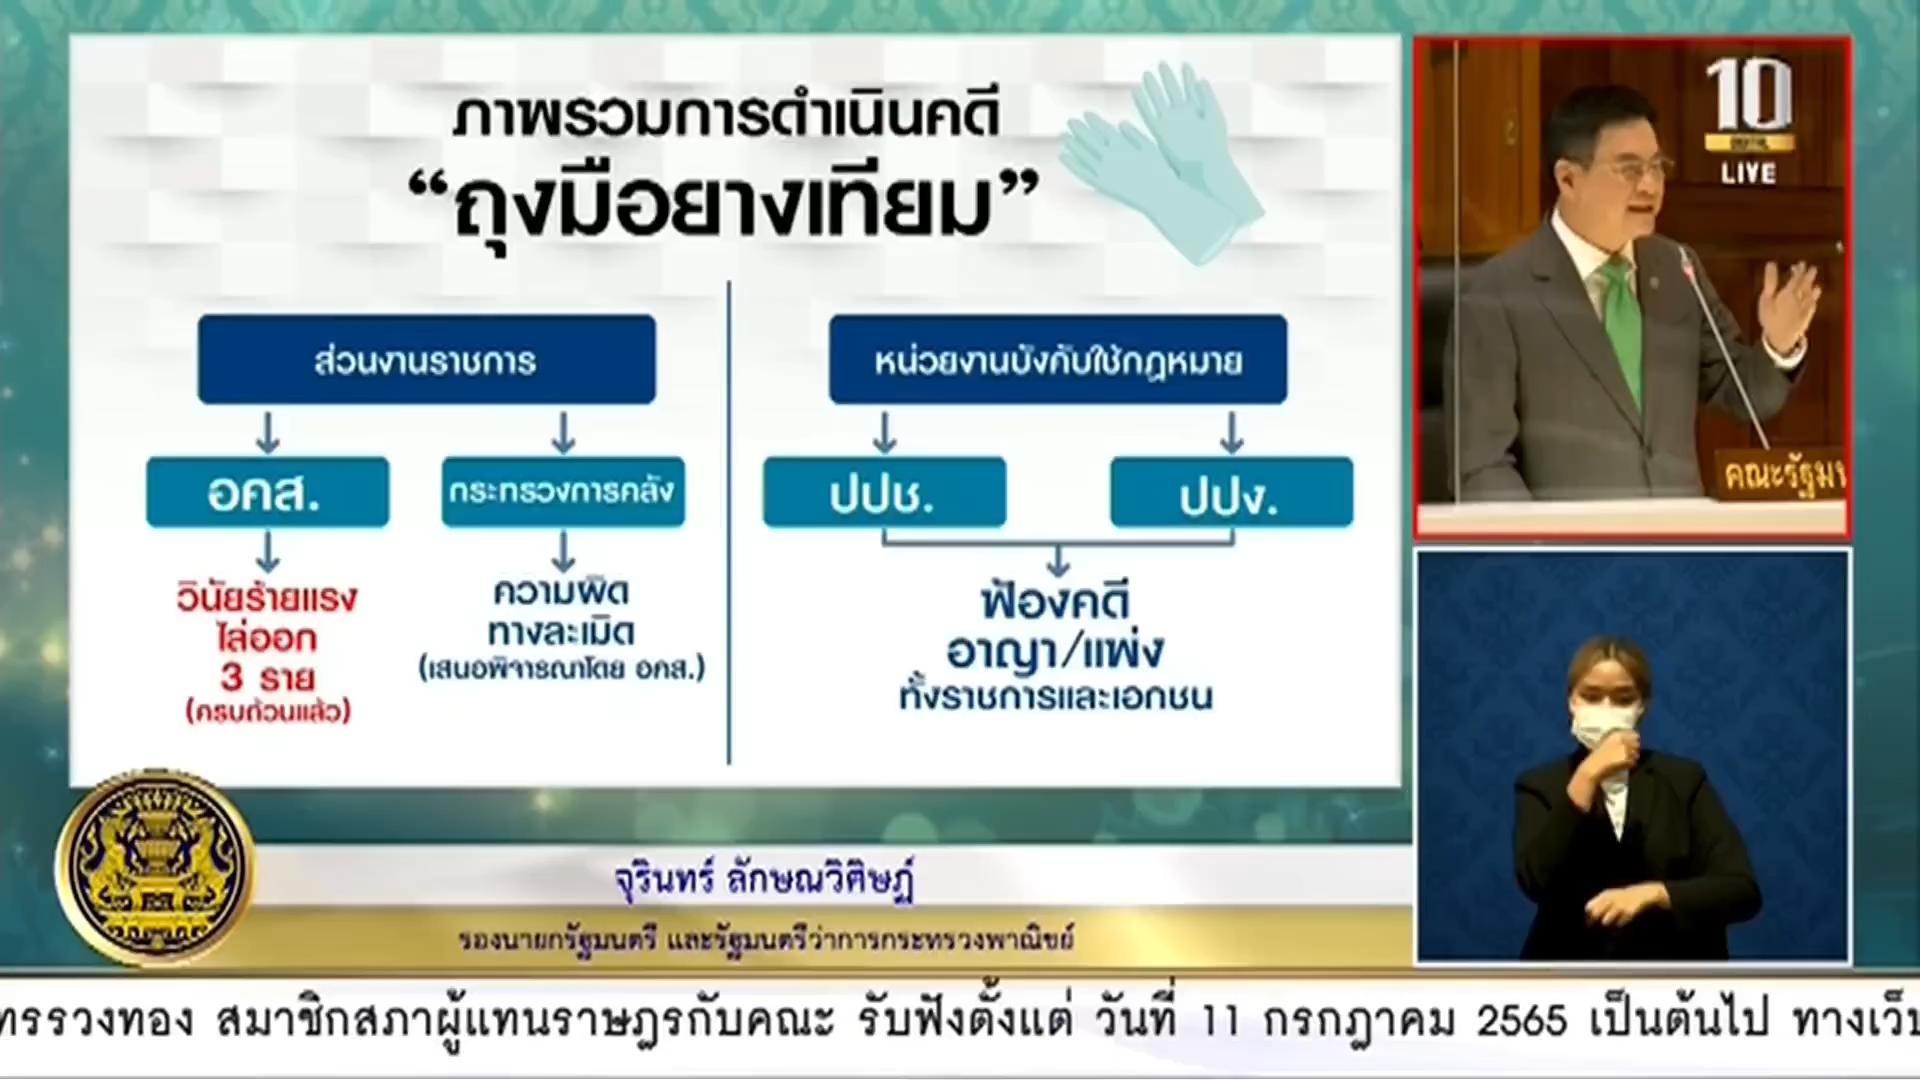 ภาพรวมการดำเนินคดี
“ถุงมือยางเทียม”
ส่วนงานราชการ
อคส.
กระทรวงการคลัง
วินัยร้ายแรง
ไล่ออก
3 ราย
(ครบถ้วนแล้ว)
ความผิด
ทางละเมิด
(เสนอพิจารณาโดย อคส.)
หน่วยงานบังคับใช้กฎหมาย
ปปช.
ปปง.
ฟ้องคดี
อาญา/แพ่ง
ทั้งราชการและเอกชน
10
LIVE
คณะรัฐม
จุรินทร์ ลักษณวิศิษฏ์
รองนายกรัฐมนตรี และรัฐมนตรีว่าการกระทรวงพาณิชย์
ทรรวงทอง สมาชิกสภาผู้แทนราษฎรกับคณะ รับฟังตั้งแต่ วันที่ 11 กรกฎาคม 2565 เป็นต้นไป ทางเว็บ